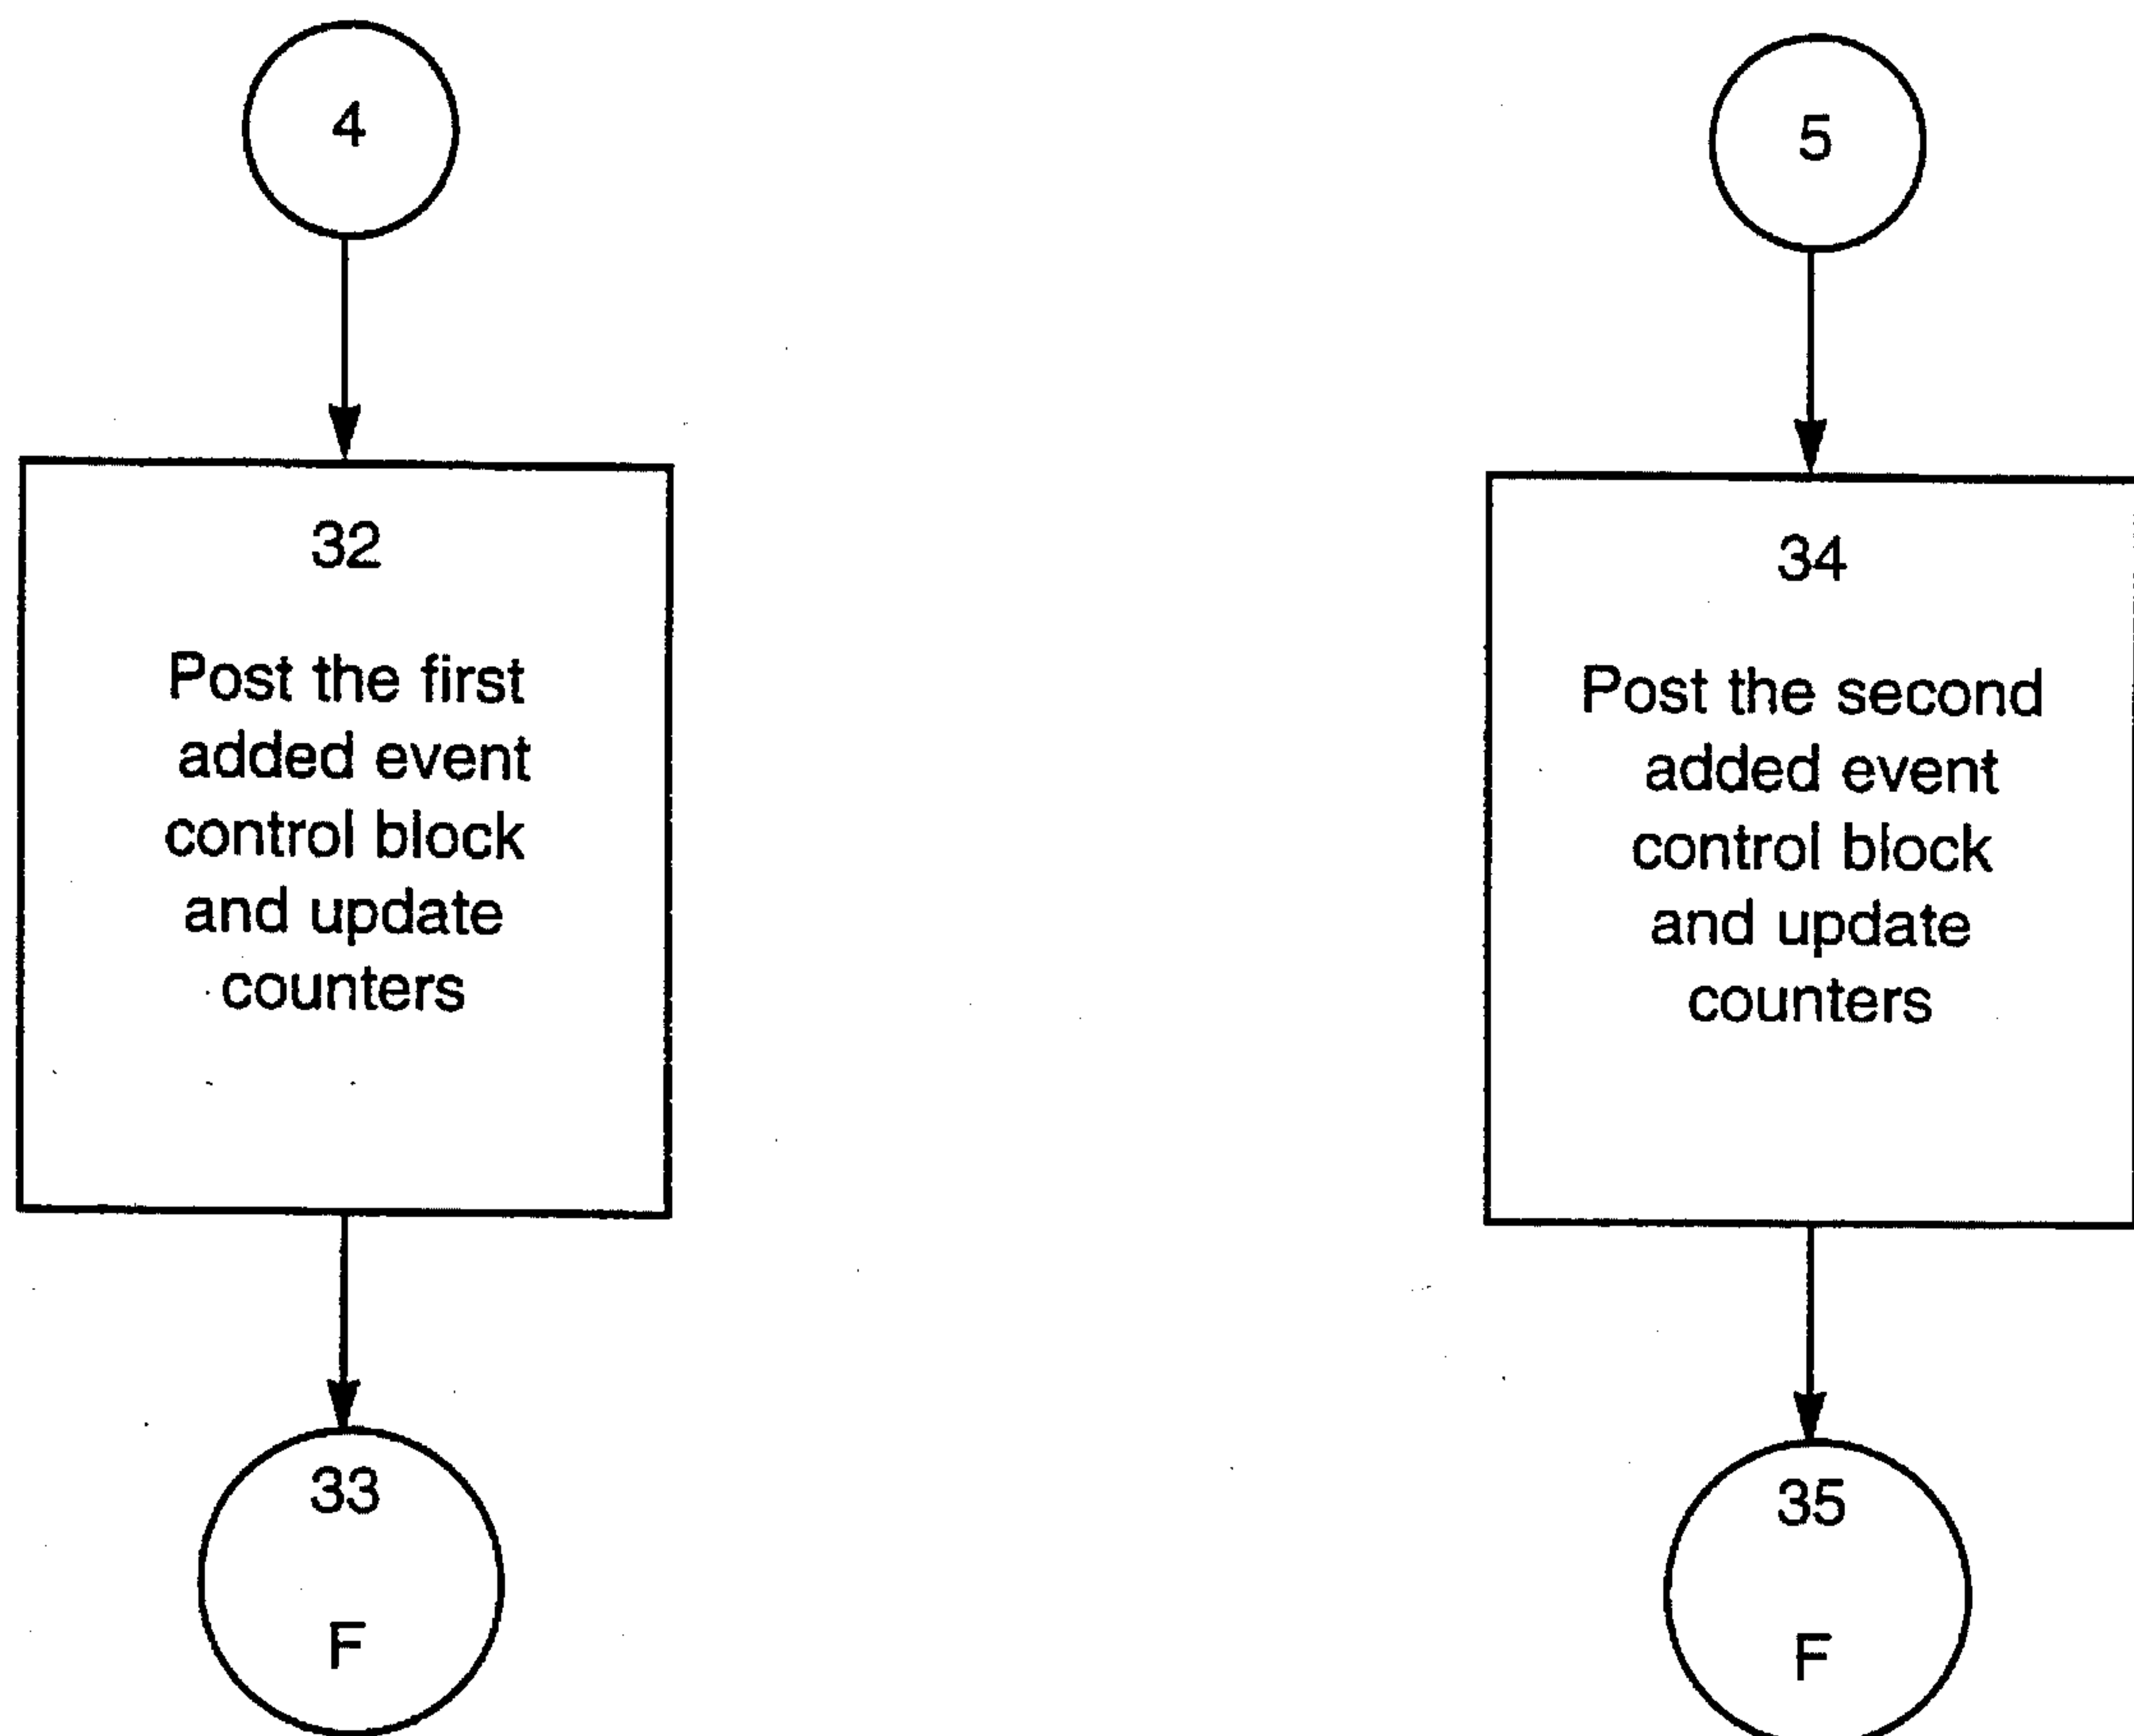 4
32
Post the first
added event
control block
and update
counters
33
F
5
34
Post the second
added event
control block
and update
counters
35
F